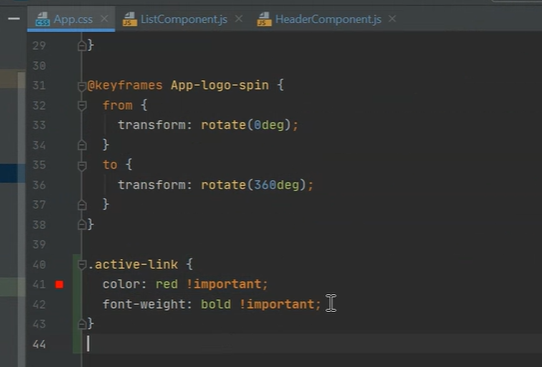 App.css
ListComponent.js
HeaderComponent.js
29 }
30
31 @keyframes App-logo-spin {
32   from {
33     transform: rotate(0deg);
34   }
35   to {
36     transform: rotate(360deg);
37   }
38 }
39
40 .active-link {
41   color: red !important;
42   font-weight: bold !important;
43 }
44